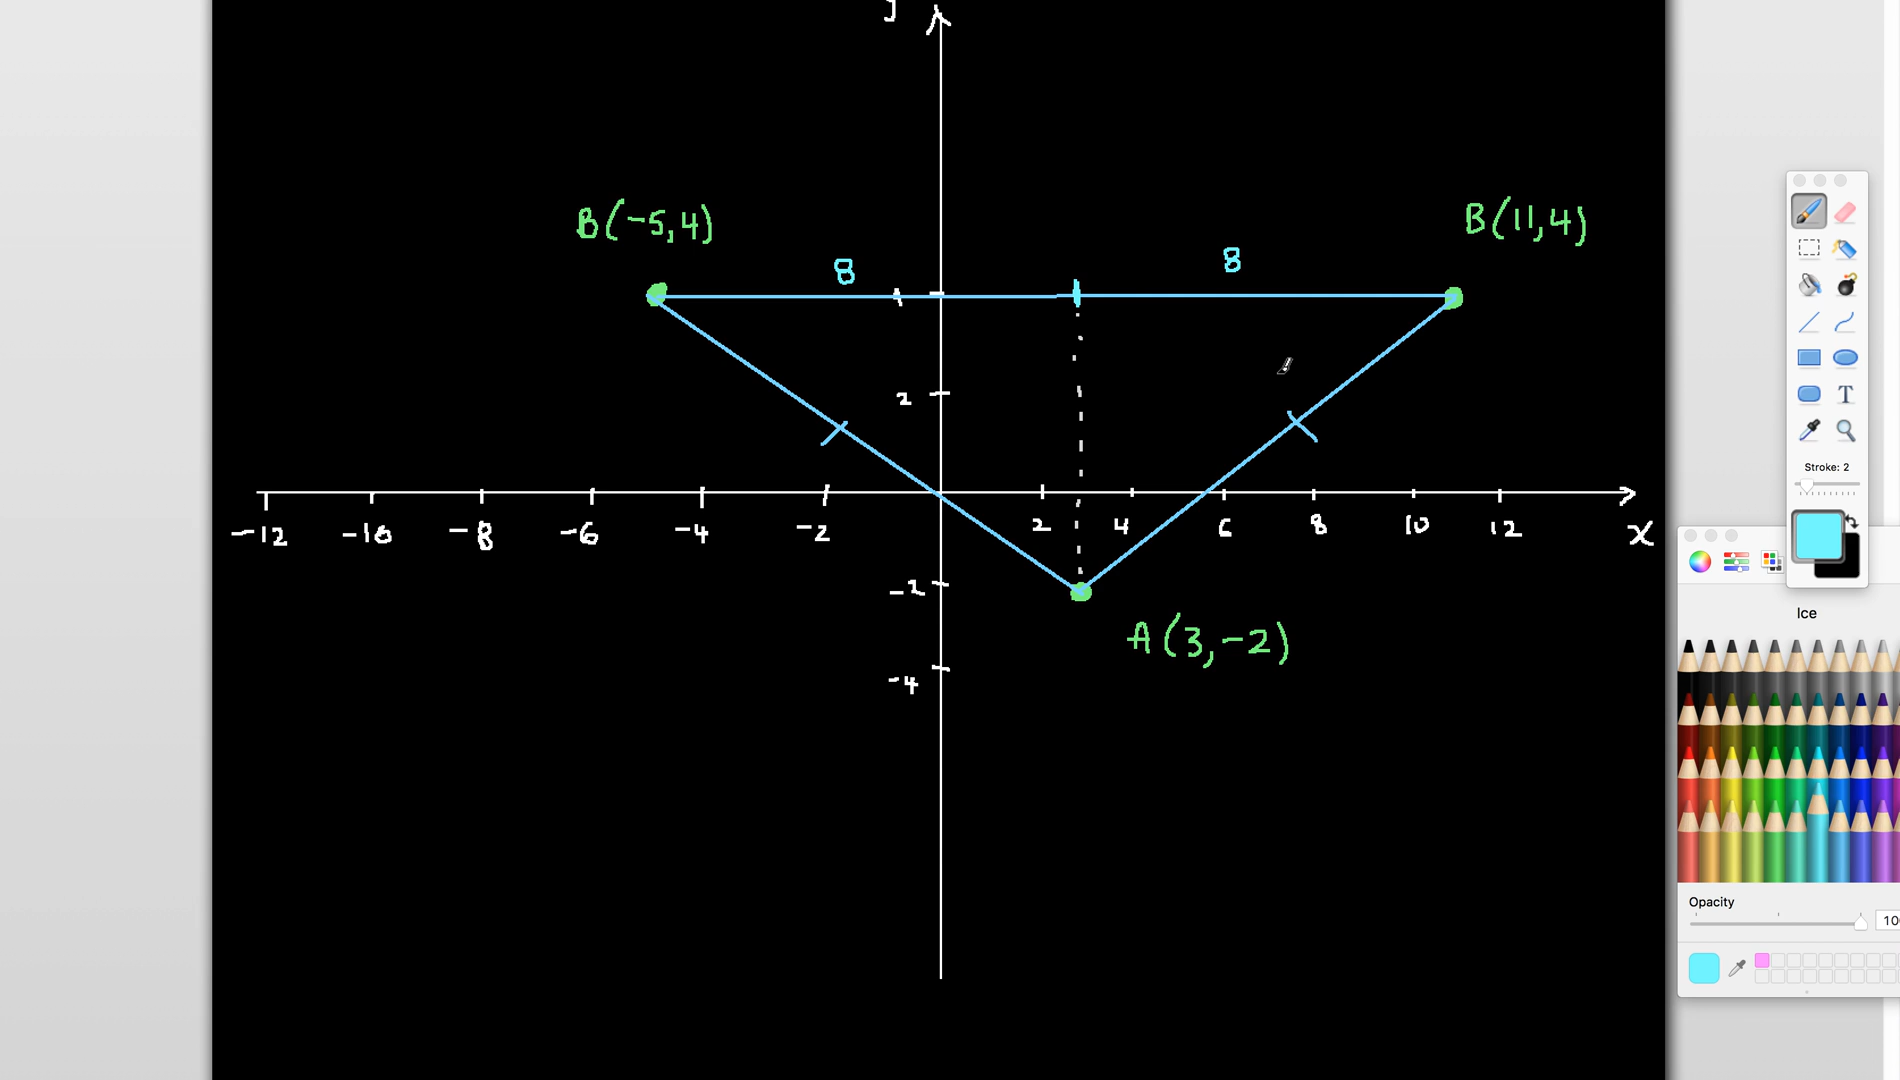 B(-5,4)
B(11,4)
8
8
2
-12
-10
-8
-6
-4
-2
2
4
6
8
10
12
x
-2
A(3,-2)
-4
T
Stroke: 2
Ice
Opacity
10